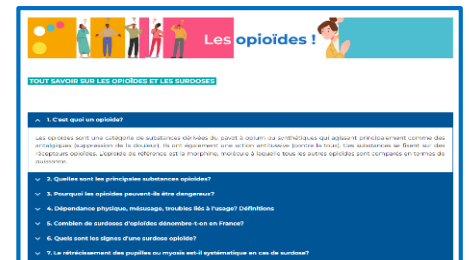 Les opioïdes !
TOUT SAVOIR SUR LES OPIOÏDES ET LES SURDOSES
1. C'est quoi un opioïde?
Les opioïdes sont une catégorie de substances dérivées du pavot à opium ou synthétiques qui agissent principalement comme des
antalgiques (suppression de la douleur). Ils ont également une action antitussive (contre la toux). Ces substances se fixent sur des
récepteurs opioïdes. L'opioïde de référence est la morphine, molécule à laquelle tous les autres opioïdes sont comparés en termes de
puissance.
2. Quelles sont les principales substances opioïdes?
3. Pourquoi les opioïdes peuvent-ils être dangereux?
4. Dépendance physique, mésusage, troubles liés à l'usage? Définitions
5. Combien de surdoses d'opioïdes dénombre-t-on en France?
6. Quels sont les signes d'une surdose opioïde?
7. Le rétrécissement des pupilles ou myosis est-il systématique en cas de surdose?